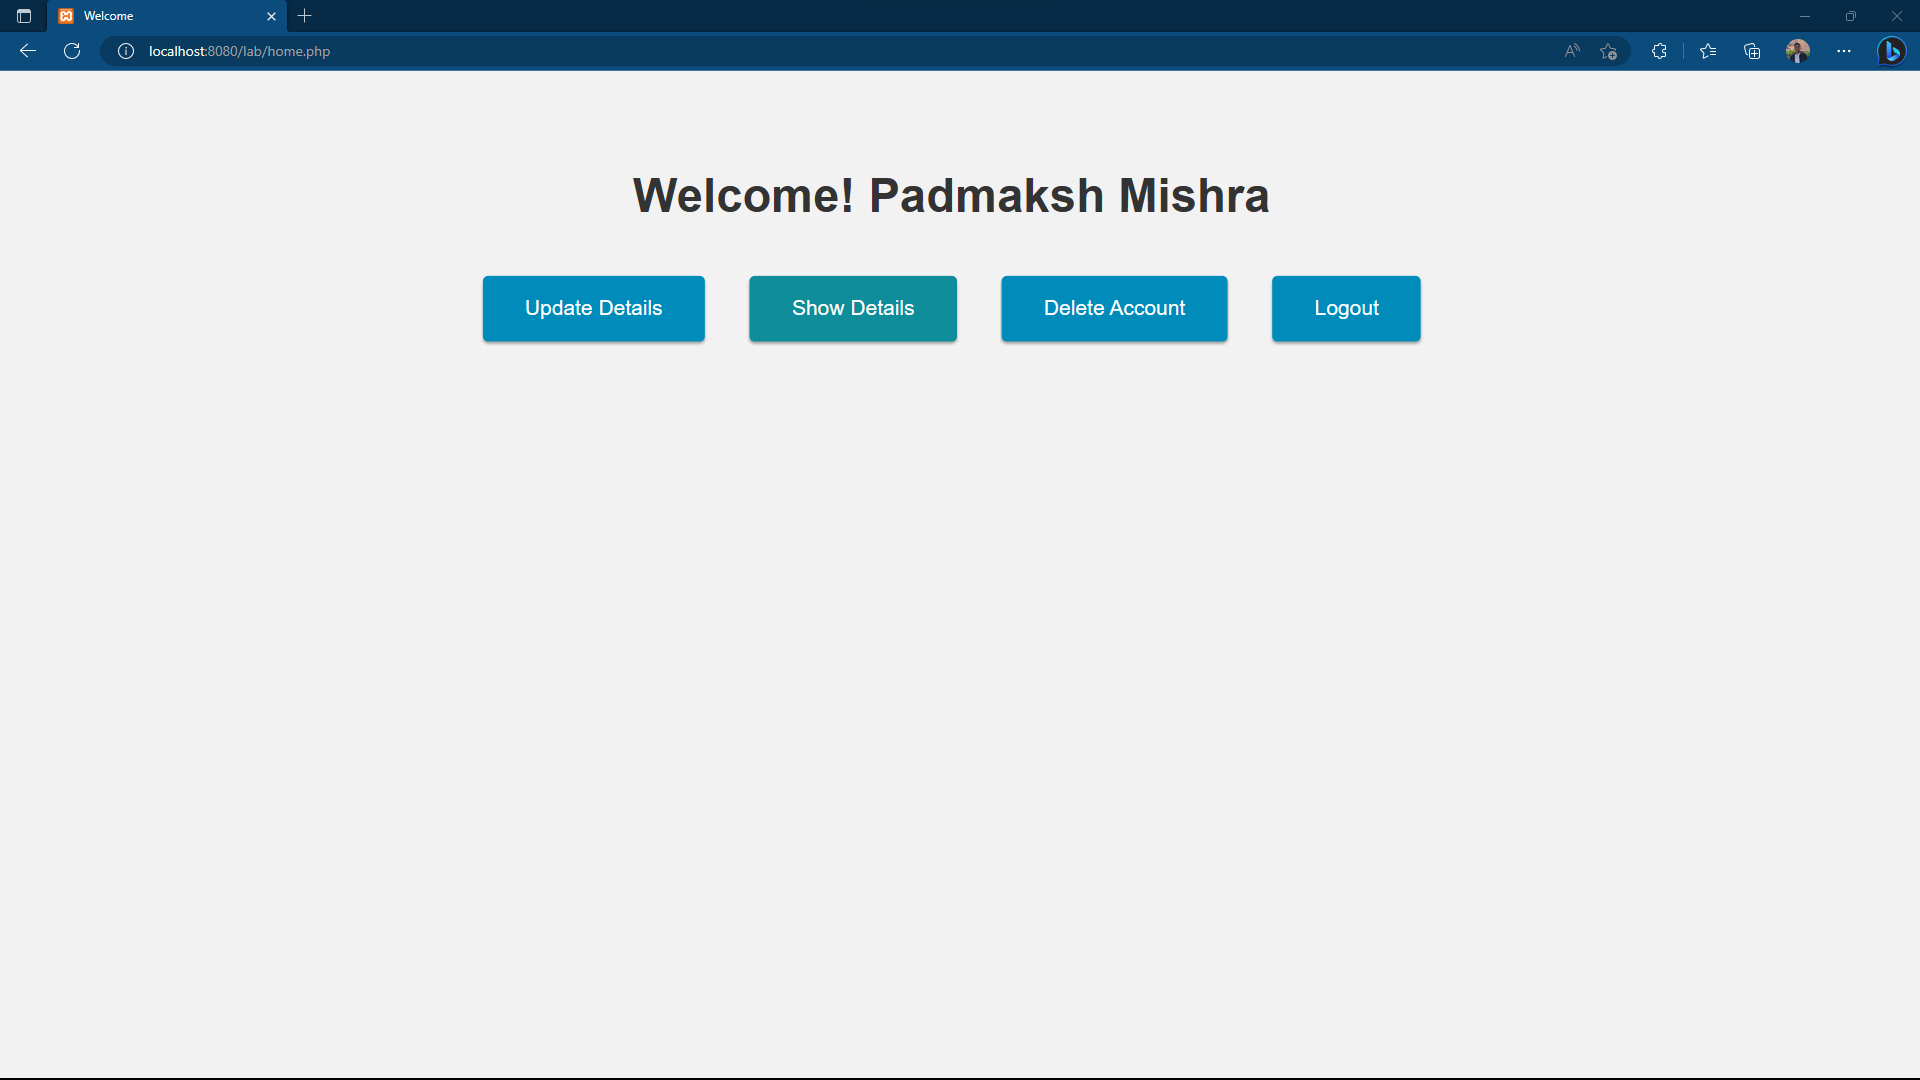 Welcome
localhost:8080/lab/home.php
Welcome! Padmaksh Mishra
Update Details
Show Details
Delete Account
Logout